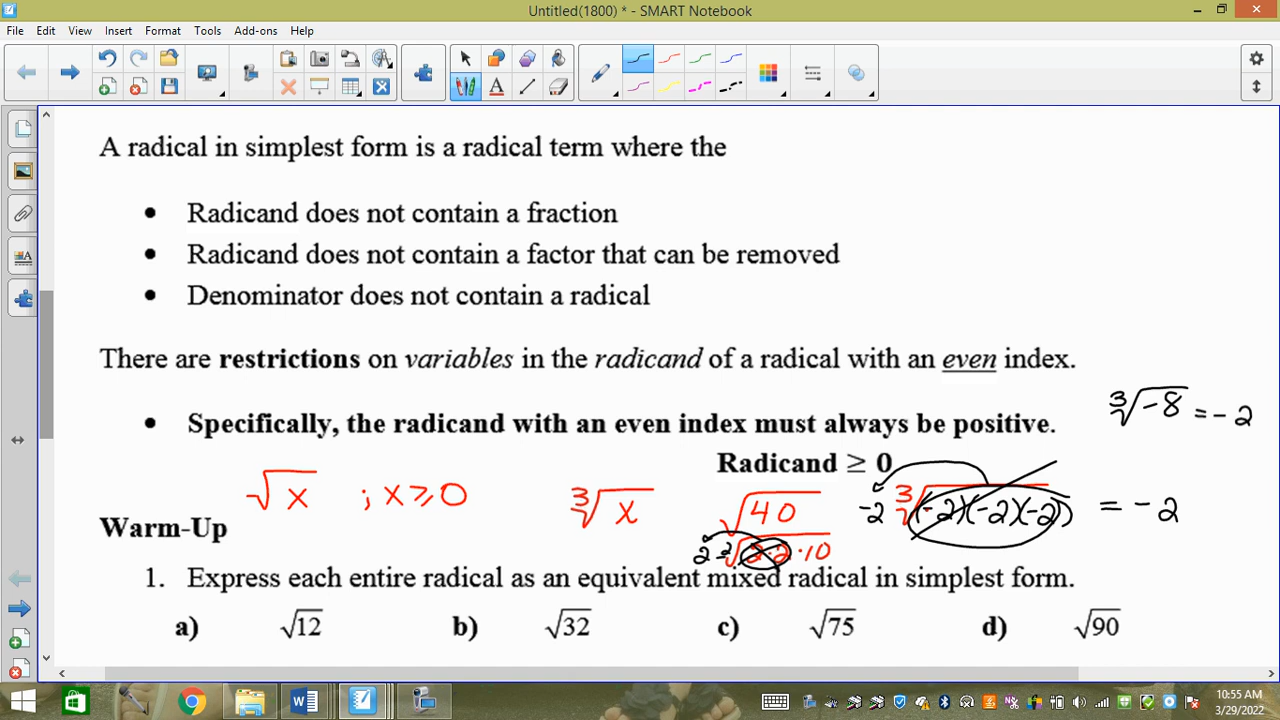 Untitled(1800) * - SMART Notebook
File Edit View Insert Format Tools Add-ons Help
A radical in simplest form is a radical term where the
• Radicand does not contain a fraction
• Radicand does not contain a factor that can be removed
• Denominator does not contain a radical
There are restrictions on variables in the radicand of a radical with an even index.
• Specifically, the radicand with an even index must always be positive.
∛-8 = -2
Radicand ≥ 0
√x ; x ≥ 0 ∛x √40 -2 ∛(-2)(-2)(-2) = -2
2 √2·2·10
Warm-Up
1. Express each entire radical as an equivalent mixed radical in simplest form.
a) √12 b) √32 c) √75 d) √90
10:55 AM
3/29/2022